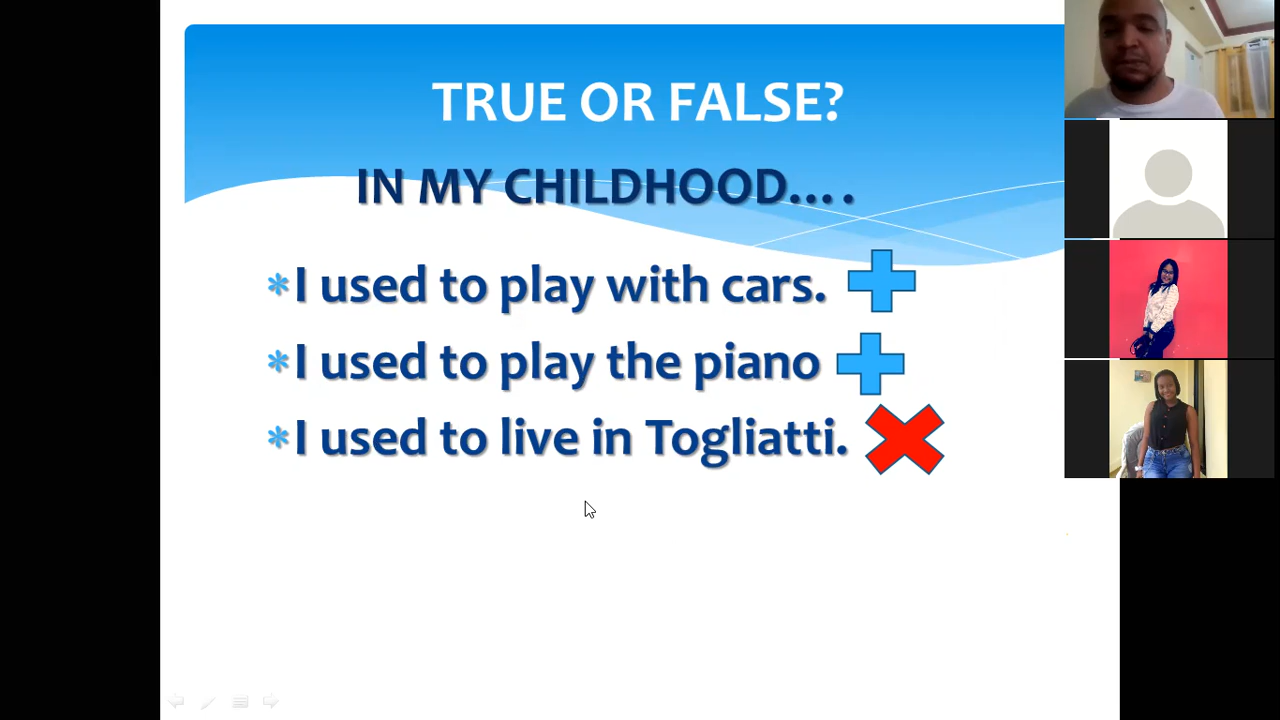 TRUE OR FALSE?
IN MY CHILDHOOD....
I used to play with cars.
I used to play the piano
I used to live in Togliatti.